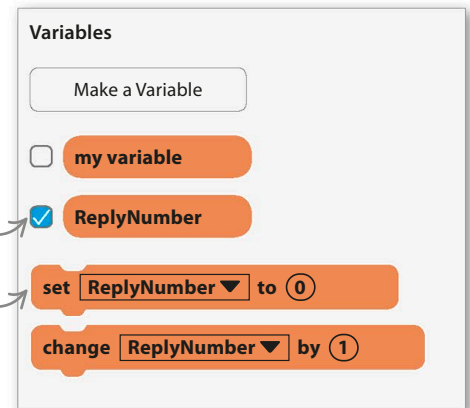 Variables
Make a Variable
my variable
ReplyNumber
set ReplyNumber to 0
change ReplyNumber by 1